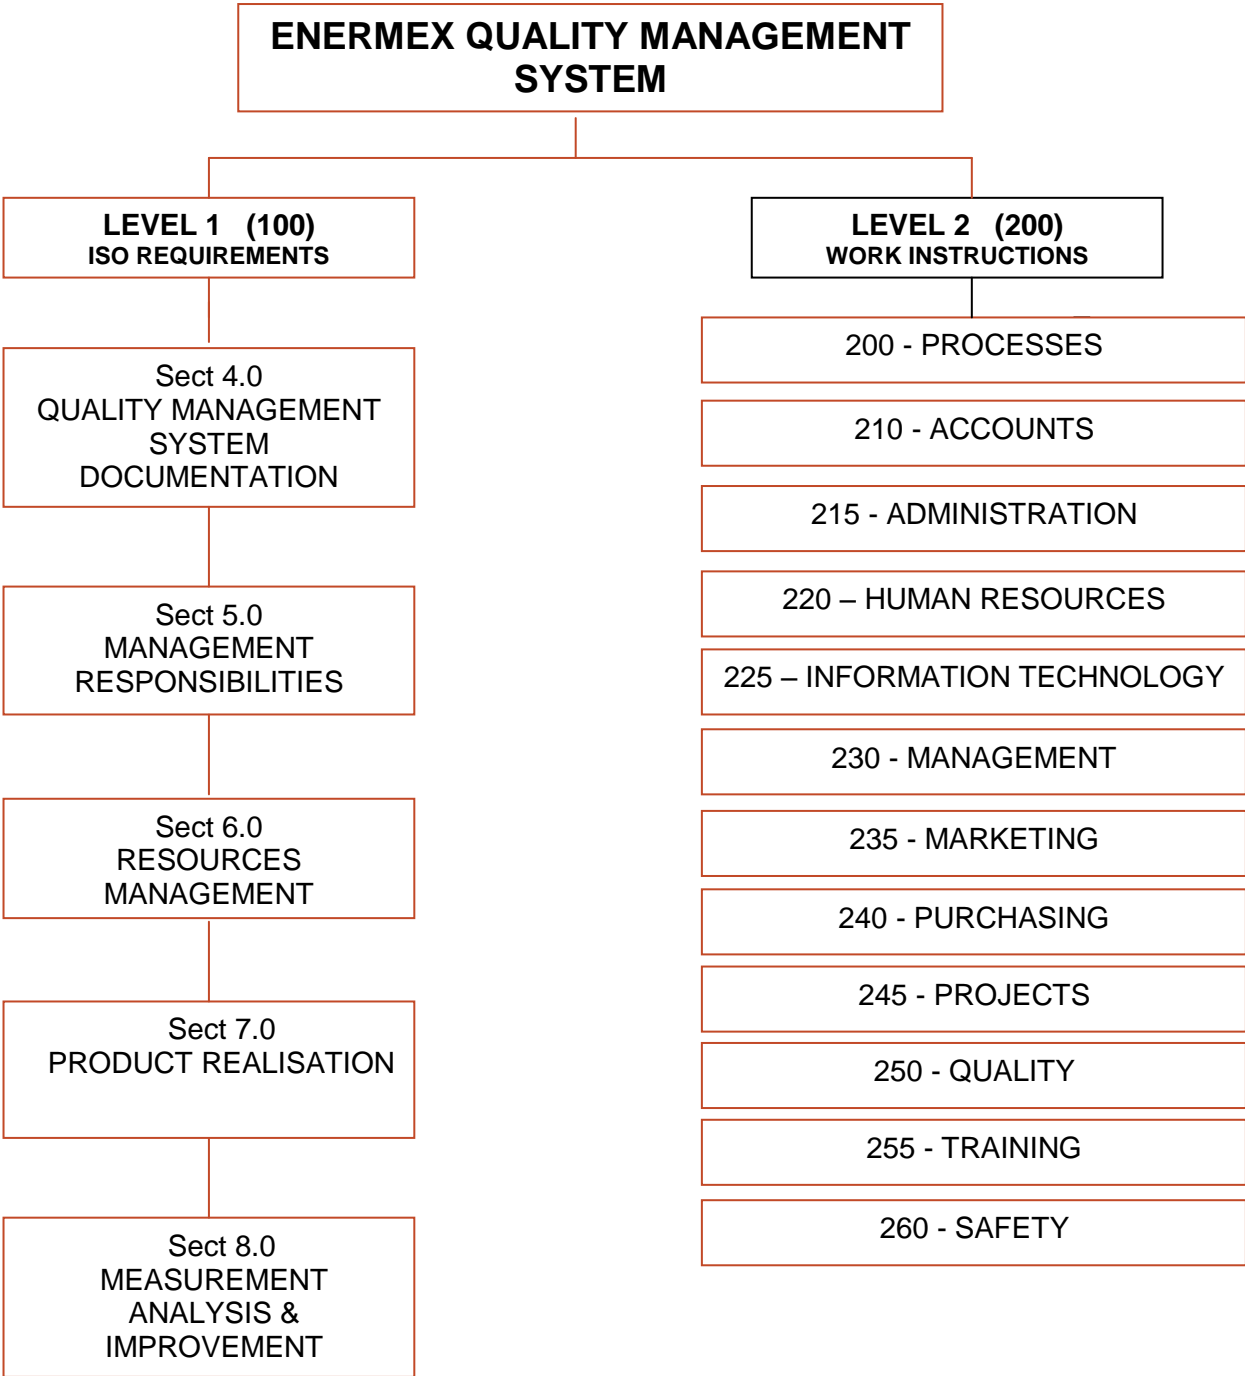 ENERMEX QUALITY MANAGEMENT
SYSTEM
LEVEL 1 (100)
ISO REQUIREMENTS
Sect 4.0
QUALITY MANAGEMENT
SYSTEM
DOCUMENTATION
Sect 5.0
MANAGEMENT
RESPONSIBILITIES
Sect 6.0
RESOURCES
MANAGEMENT
Sect 7.0
PRODUCT REALISATION
Sect 8.0
MEASUREMENT
ANALYSIS &
IMPROVEMENT
LEVEL 2 (200)
WORK INSTRUCTIONS
200 - PROCESSES
210 - ACCOUNTS
215 - ADMINISTRATION
220 – HUMAN RESOURCES
225 – INFORMATION TECHNOLOGY
230 - MANAGEMENT
235 - MARKETING
240 - PURCHASING
245 - PROJECTS
250 - QUALITY
255 - TRAINING
260 - SAFETY